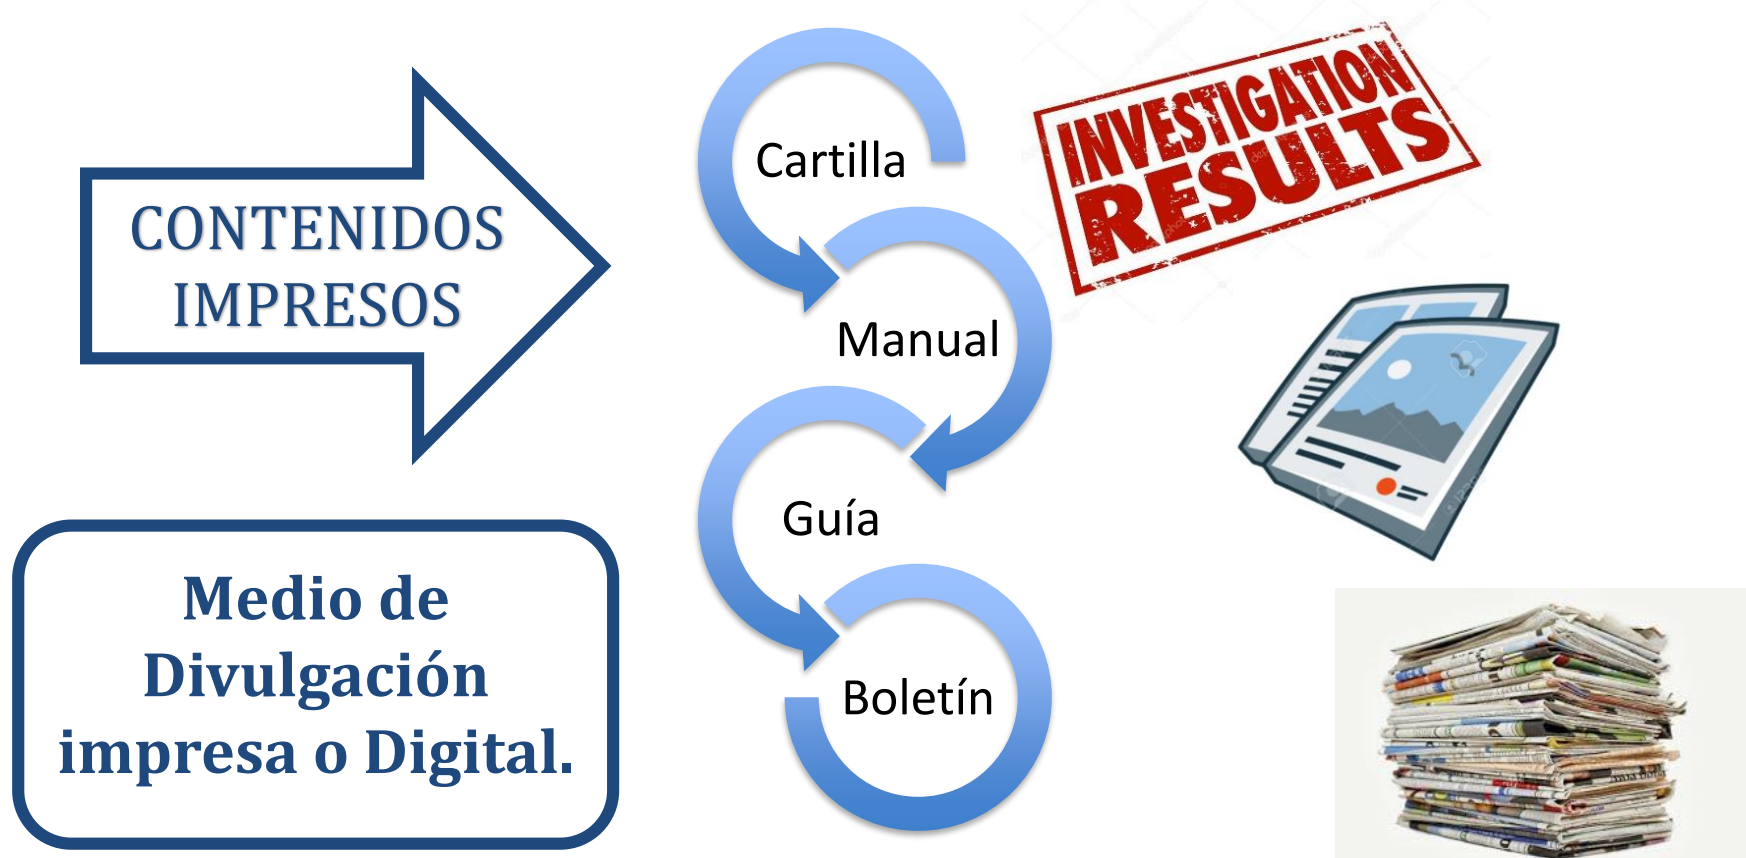 CONTENIDOS
IMPRESOS
Medio de
Divulgación
impresa o Digital.
Cartilla
Manual
Guía
Boletín
INVESTIGATION
RESULTS